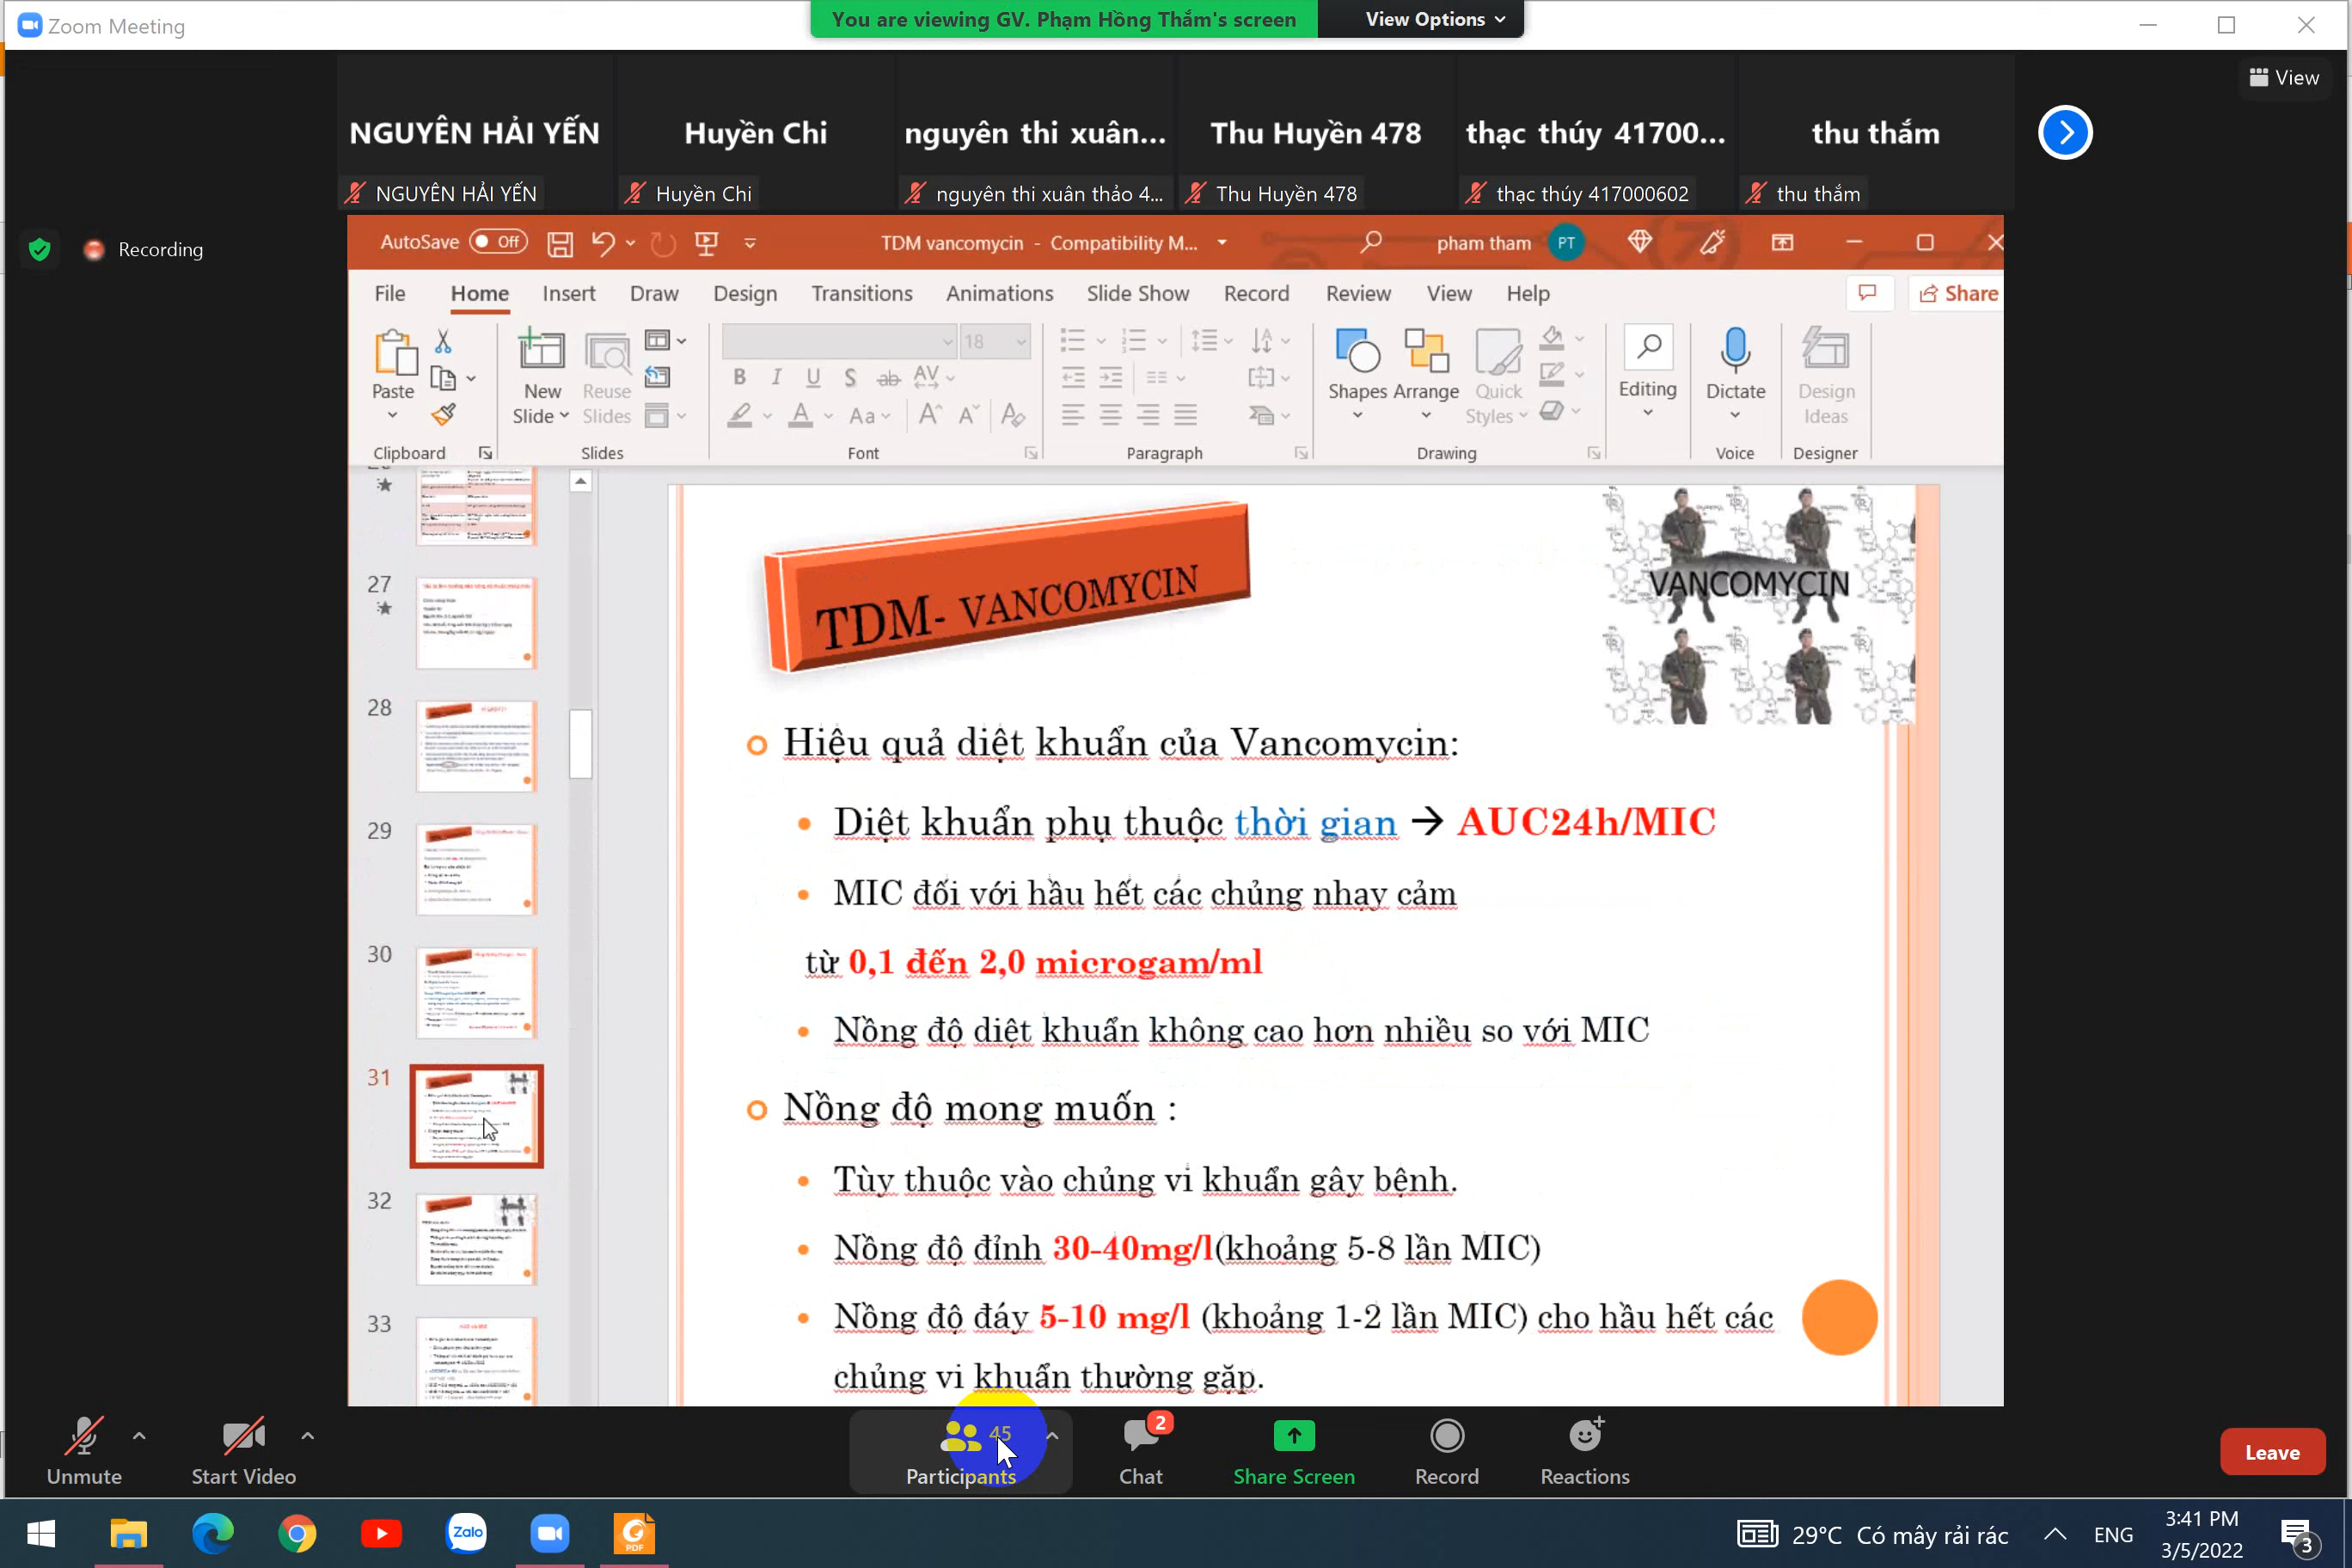 Zoom Meeting
You are viewing GV. Phạm Hồng Thắm's screen
View Options
View
NGUYÊN HẢI YẾN
Huyền Chi
nguyên thi xuân...
Thu Huyền 478
thạc thúy 41700...
thu thắm
NGUYÊN HẢI YẾN
Huyền Chi
nguyên thi xuân thảo 4...
Thu Huyền 478
thạc thúy 417000602
thu thắm
Recording
AutoSave Off
TDM vancomycin - Compatibility M...
pham tham
PT
File Home Insert Draw Design Transitions Animations Slide Show Record Review View Help
Share
Paste
New Slide
Reuse Slides
18
Shapes
Arrange
Quick Styles
Editing
Dictate
Design Ideas
Clipboard
Slides
Font
Paragraph
Drawing
Voice
Designer
27
28
29
30
31
32
33
TDM- VANCOMYCIN
VANCOMYCIN
Hiệu quả diệt khuẩn của Vancomycin:
Diệt khuẩn phụ thuộc thời gian → AUC24h/MIC
MIC đối với hầu hết các chủng nhạy cảm
từ 0,1 đến 2,0 microgam/ml
Nồng độ diệt khuẩn không cao hơn nhiều so với MIC
Nồng độ mong muốn :
Tùy thuộc vào chủng vi khuẩn gây bệnh.
Nồng độ đỉnh 30-40mg/l(khoảng 5-8 lần MIC)
Nồng độ đáy 5-10 mg/l (khoảng 1-2 lần MIC) cho hầu hết các
chủng vi khuẩn thường gặp.
Unmute
Start Video
45
Participants
2
Chat
Share Screen
Record
Reactions
Leave
Zalo
PDF
29°C Có mây rải rác
ENG
3:41 PM
3/5/2022
3